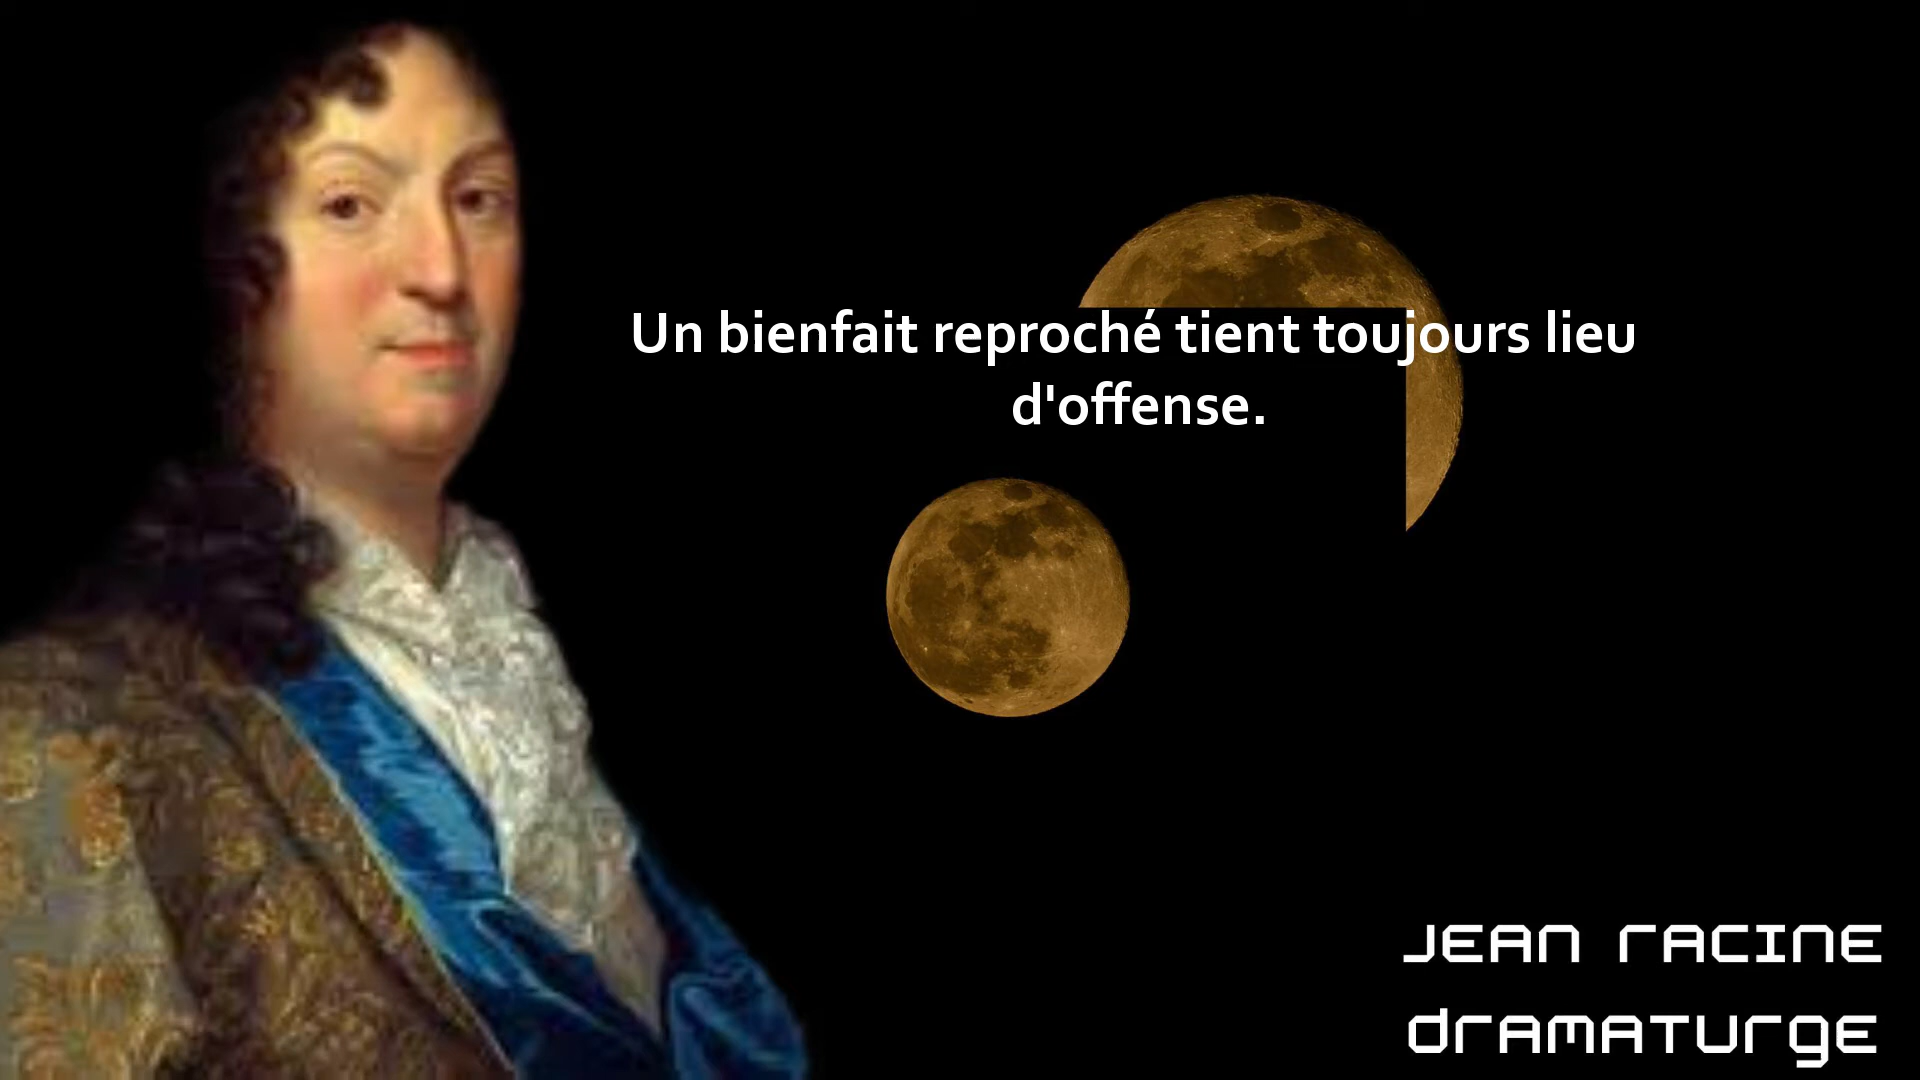 Un bienfait reproché tient toujours lieu
d'offense.
JEAN RACINE
dramaturge